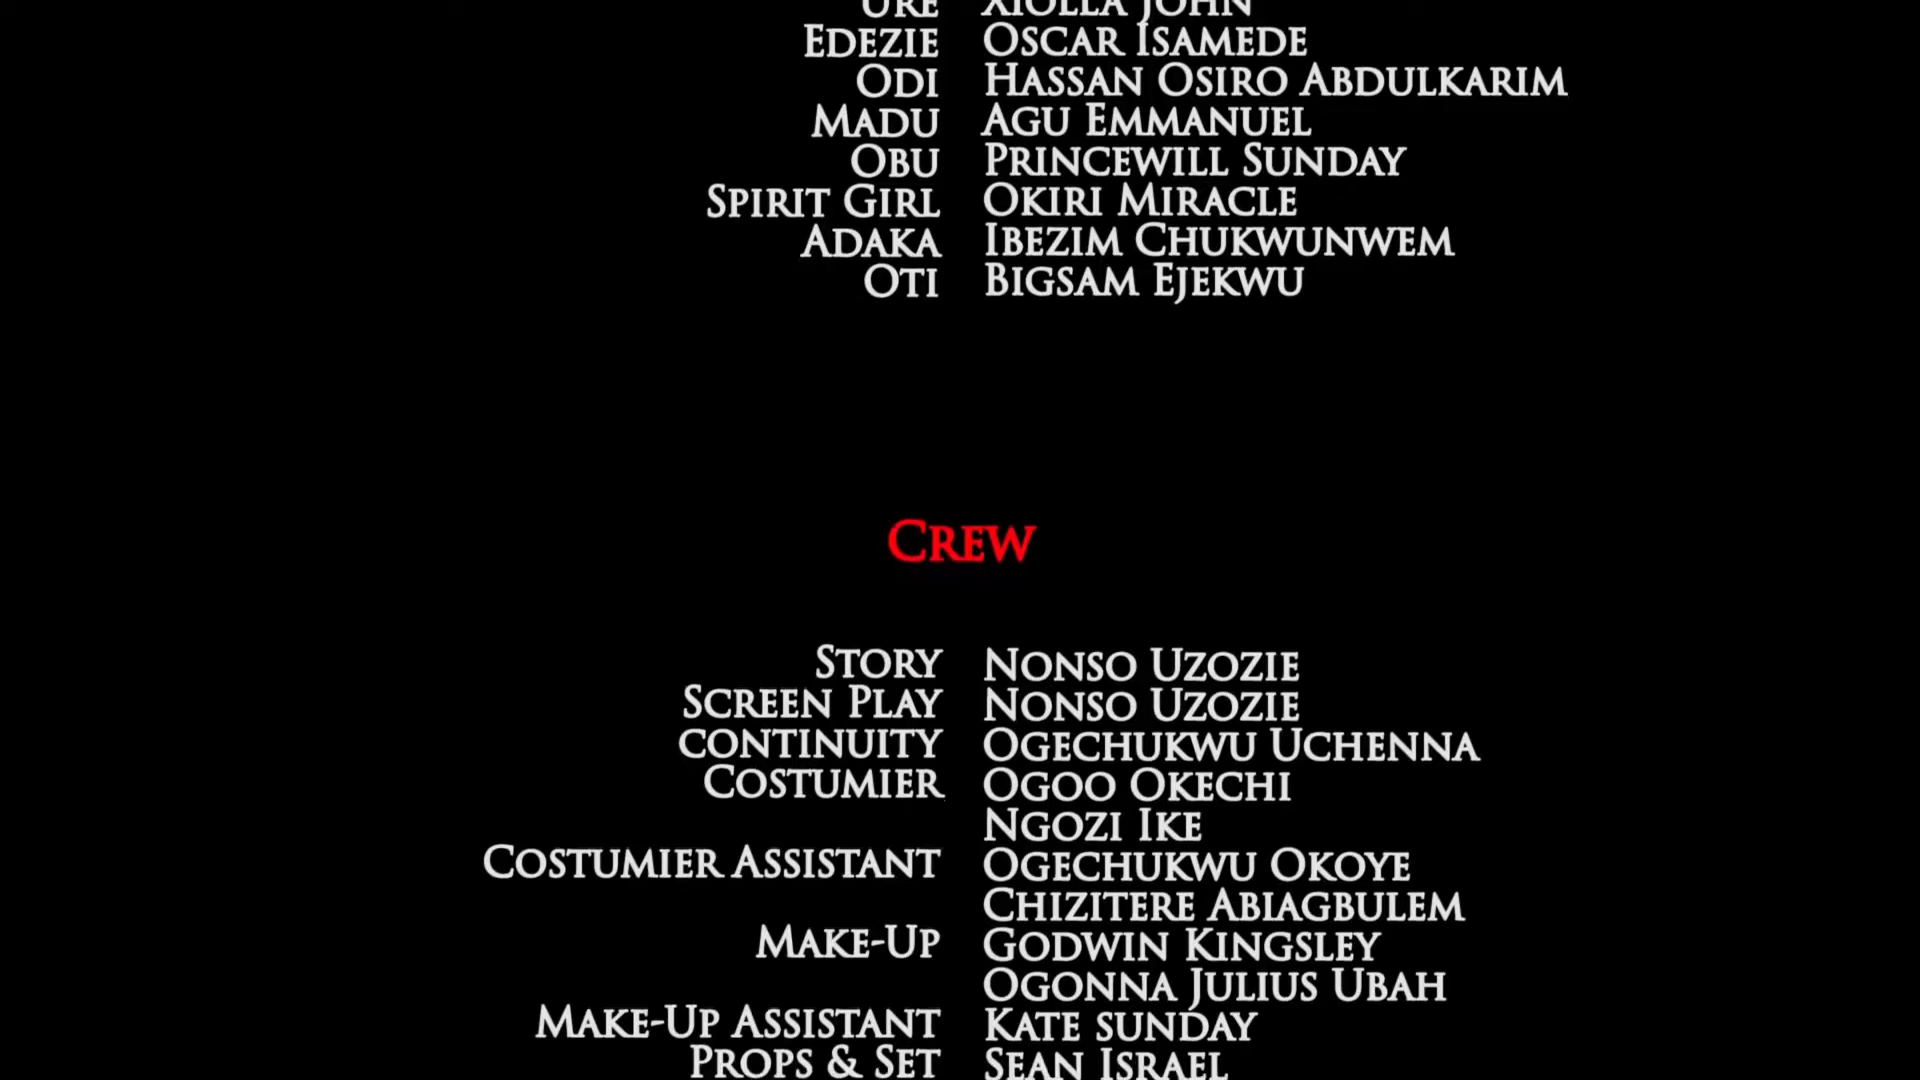 Ure Xiolla John
Edezie Oscar Isamede
Odi Hassan Osiro Abdulkarim
Madu Agu Emmanuel
Obu Princewill Sunday
Spirit Girl Okiri Miracle
Adaka Ibezim Chukwunwem
Oti Bigsam Ejekwu
Crew
Story Nonso Uzozie
Screen Play Nonso Uzozie
continuity Ogechukwu Uchenna
Costumier Ogoo Okechi
Ngozi Ike
Costumier Assistant Ogechukwu Okoye
Chizitere Abiagbulem
Make-Up Godwin Kingsley
Ogonna Julius Ubah
Make-Up Assistant Kate sunday
Props & Set Sean Israel